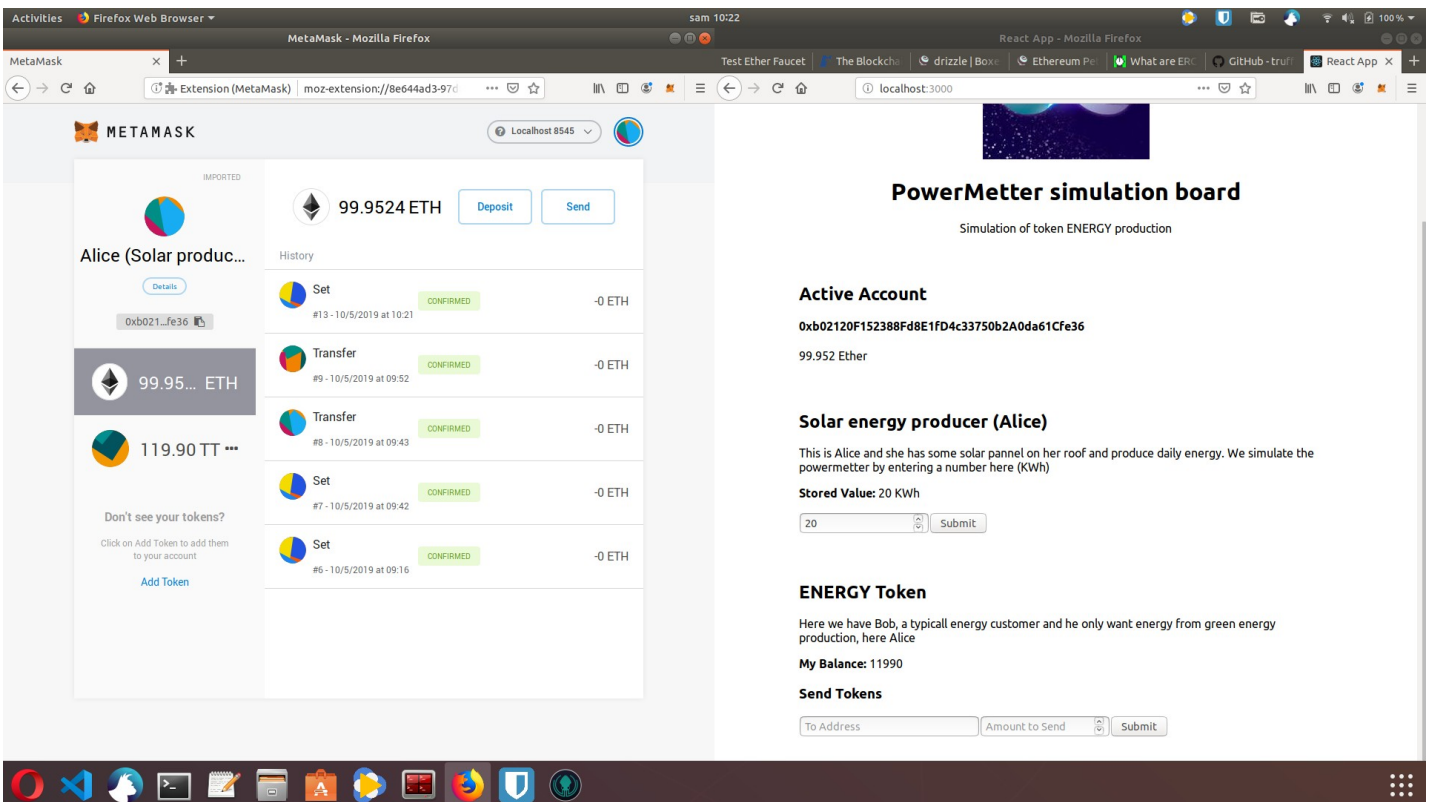 Activities
Firefox Web Browser
sam 10:22
100 %
MetaMask - Mozilla Firefox
MetaMask
Extension (MetaMask)
moz-extension://8e644ad3-97d
METAMASK
Localhost 8545
IMPORTED
Alice (Solar produc...
Details
0xb021...fe36
99.95... ETH
119.90 TT
Don't see your tokens?
Click on Add Token to add them
to your account
Add Token
99.9524 ETH
Deposit
Send
History
Set
CONFIRMED
-0 ETH
#13 - 10/5/2019 at 10:21
Transfer
CONFIRMED
-0 ETH
#9 - 10/5/2019 at 09:52
Transfer
CONFIRMED
-0 ETH
#8 - 10/5/2019 at 09:43
Set
CONFIRMED
-0 ETH
#7 - 10/5/2019 at 09:42
Set
CONFIRMED
-0 ETH
#6 - 10/5/2019 at 09:16
React App - Mozilla Firefox
Test Ether Faucet
The Blockcha
drizzle | Boxe
Ethereum Pe
What are ERC
GitHub - truff
React App
localhost:3000
PowerMetter simulation board
Simulation of token ENERGY production
Active Account
0xb02120F152388Fd8E1fD4c33750b2A0da61Cfe36
99.952 Ether
Solar energy producer (Alice)
This is Alice and she has some solar pannel on her roof and produce daily energy. We simulate the
powermetter by entering a number here (KWh)
Stored Value: 20 KWh
20
Submit
ENERGY Token
Here we have Bob, a typicall energy customer and he only want energy from green energy
production, here Alice
My Balance: 11990
Send Tokens
To Address
Amount to Send
Submit